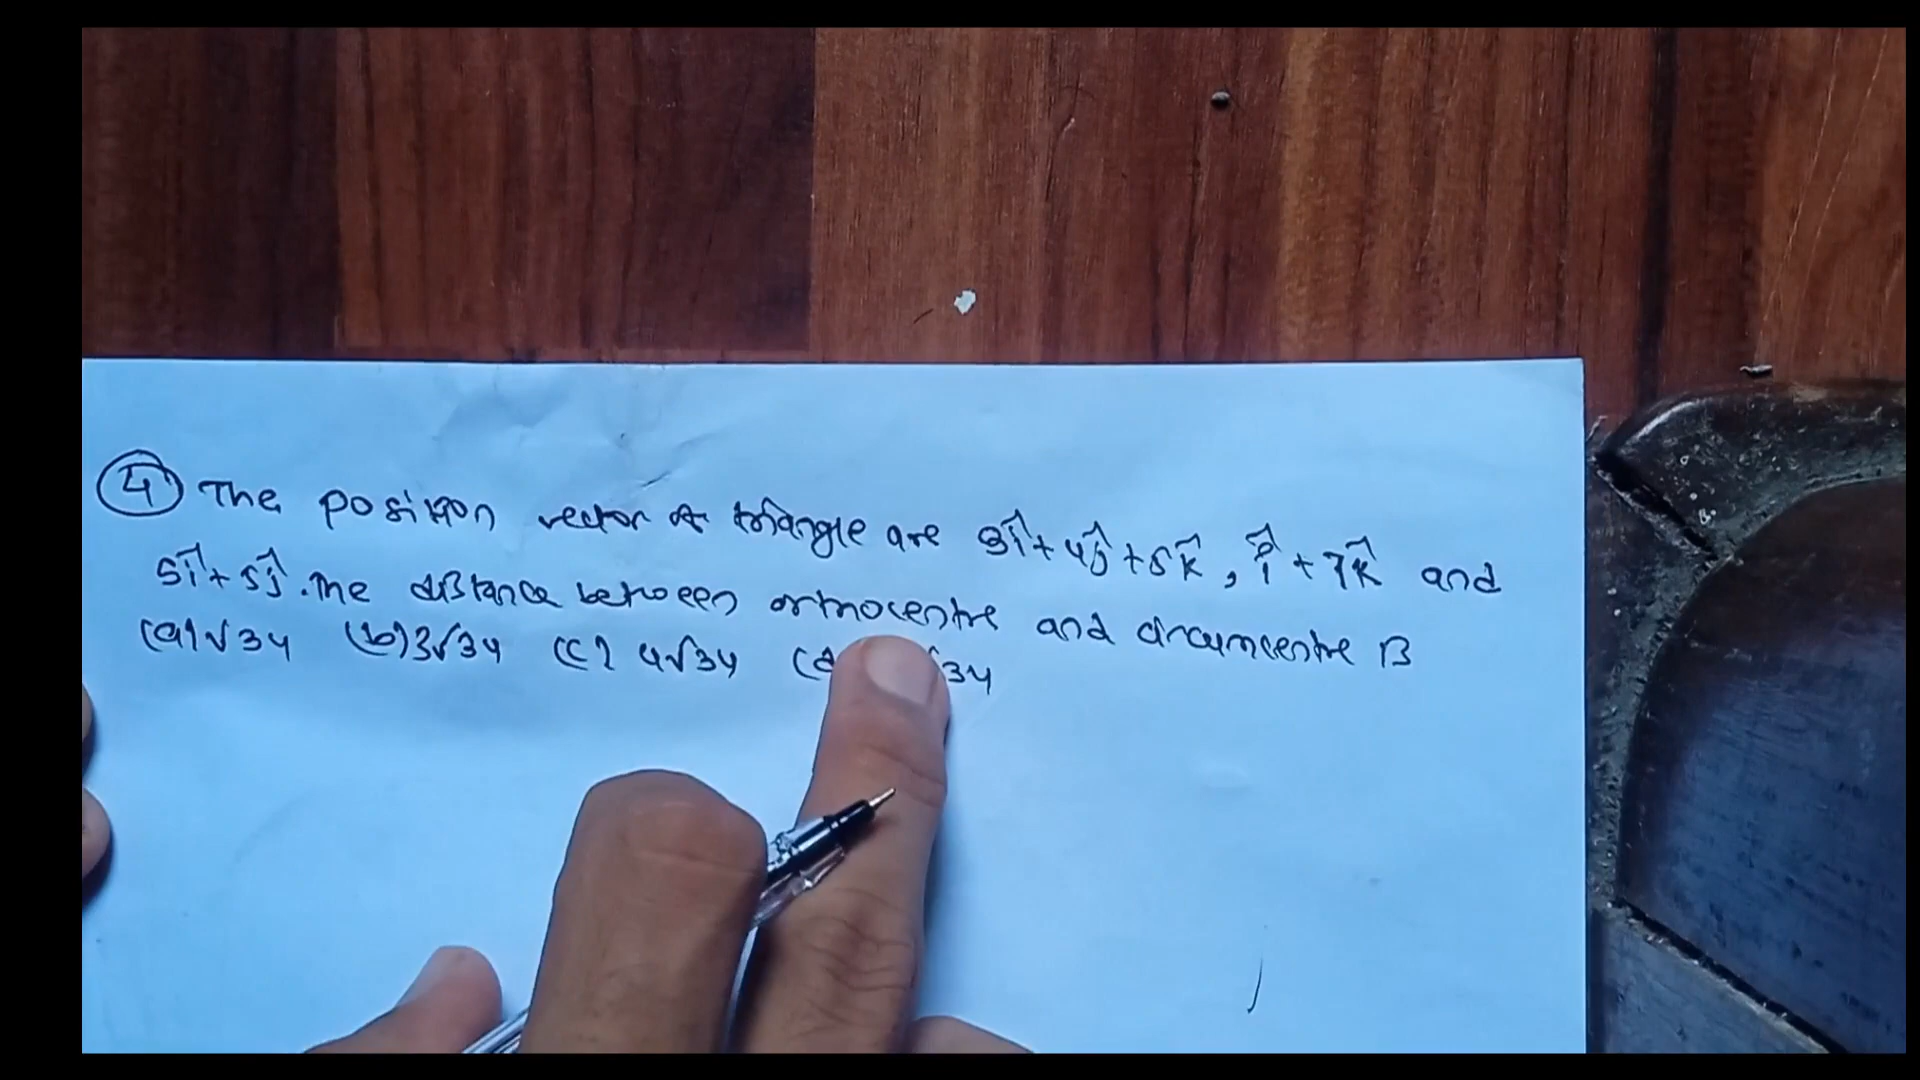 ④ The position vector of triangle are 3î + 4ĵ + 5k̂, î + 7k̂ and
5î + 5ĵ. The distance between orthocentre and circumcentre is
(a) √34 (b) 3√34 (c) 4√34 (d √34